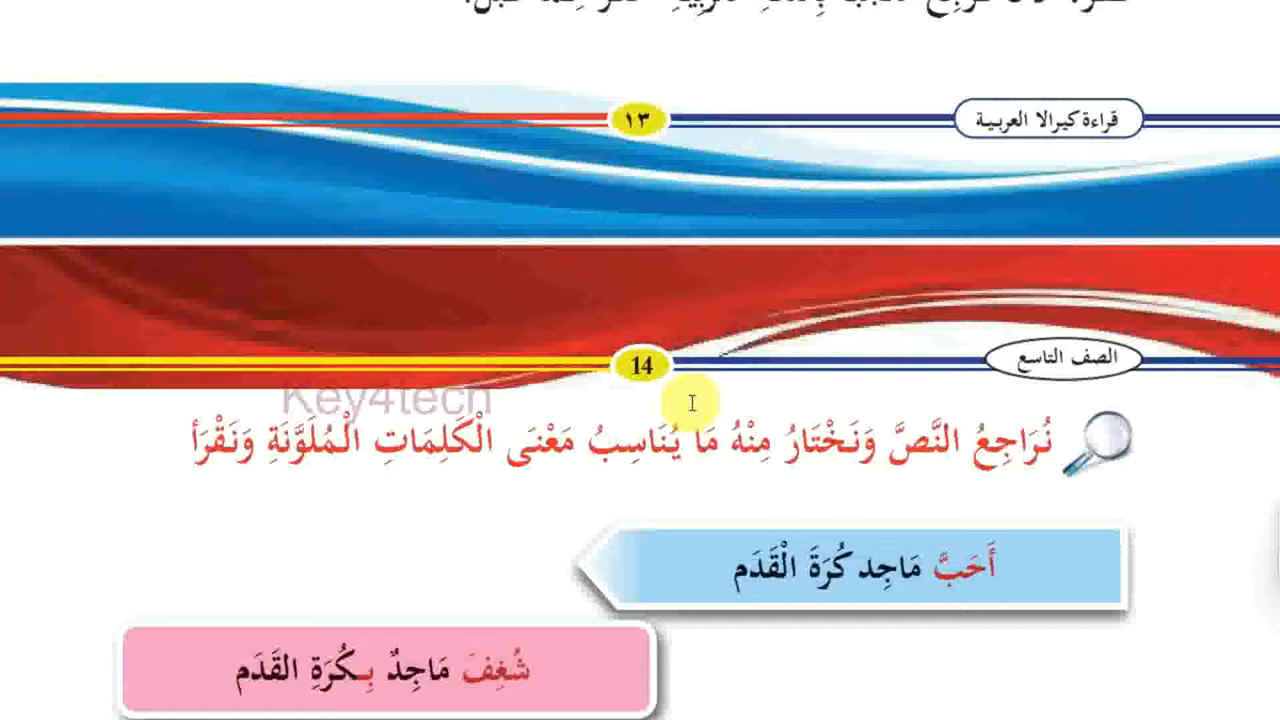 قراءة كيرالا العربية
١٣
الصف التاسع
14
Key4tech
نُرَاجِعُ النَّصَّ وَنَخْتَارُ مِنْهُ مَا يُنَاسِبُ مَعْنَى الْكَلِمَاتِ الْمُلَوَّنَةِ وَنَقْرَأ
أَحَبَّ مَاجِد كُرَةَ الْقَدَم
شُغِفَ مَاجِدٌ بِكُرَةِ القَدَم